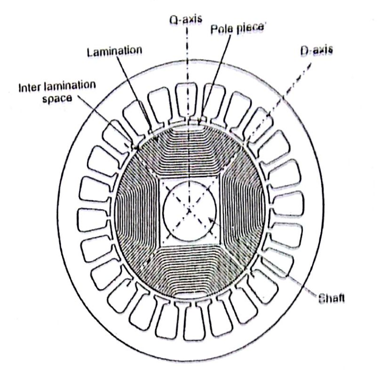 Q-axis
Pole piece
Lamination
D-axis
Inter lamination
space
Shaft